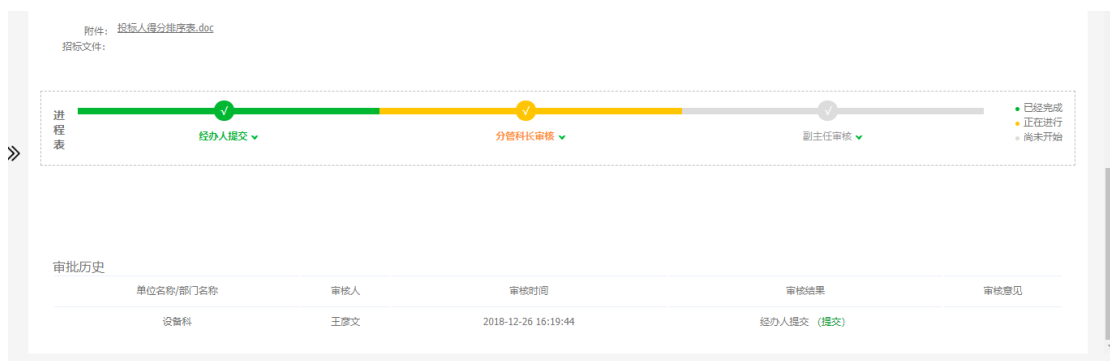 附件: 投标人得分排序表.doc
招标文件:
进程表
已经完成
正在进行
尚未开始
经办人提交 分管科长审核 副主任审核
审批历史
单位名称/部门名称 审核人 审核时间 审核结果 审核意见
设备科 王彦文 2018-12-26 16:19:44 经办人提交 (提交)